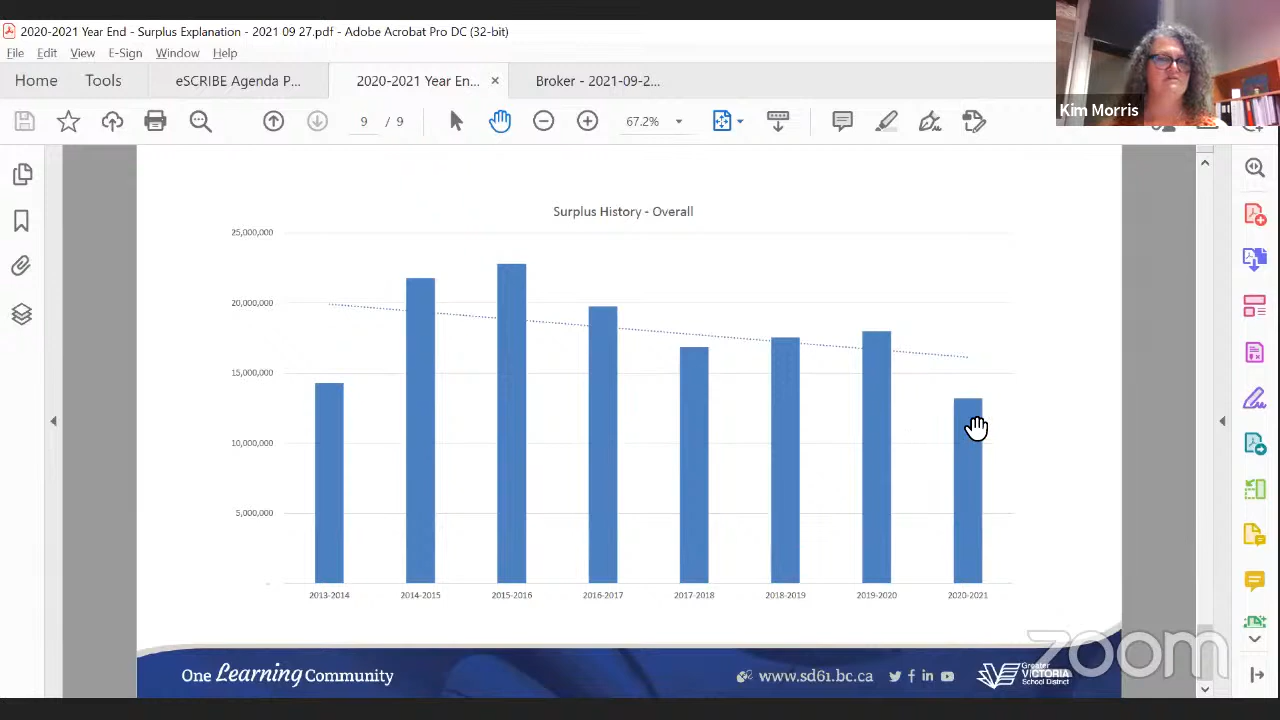 2020-2021 Year End - Surplus Explanation - 2021 09 27.pdf - Adobe Acrobat Pro DC (32-bit)
File Edit View E-Sign Window Help
Home Tools eSCRIBE Agenda P... 2020-2021 Year En... × Broker - 2021-09-2...
9 / 9 67.2%
Kim Morris
Surplus History - Overall
25,000,000
20,000,000
15,000,000
10,000,000
5,000,000
-
2013-2014 2014-2015 2015-2016 2016-2017 2017-2018 2018-2019 2019-2020 2020-2021
One Learning Community
www.sd61.bc.ca
Greater
VICTORIA
School District
zoom